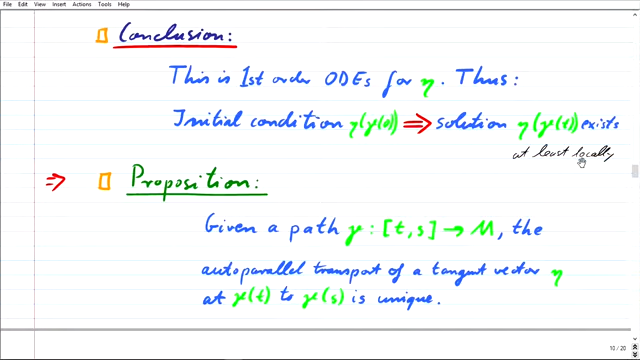 File Edit View Insert Actions Tools Help
Conclusion:
This is 1st order ODEs for η. Thus:
Initial condition η(γ(0)) ⇒ solution η(γ(t)) exists
at least locally
⇒ Proposition:
Given a path γ : [t,s] → M, the
autoparallel transport of a tangent vector η
at γ(t) to γ(s) is unique.
10 / 20